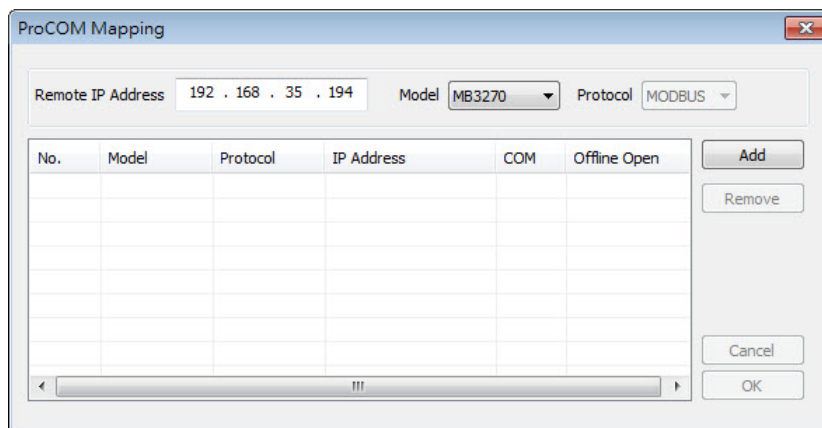 ProCOM Mapping
Remote IP Address 192 . 168 . 35 . 194 Model MB3270 Protocol MODBUS
No. Model Protocol IP Address COM Offline Open
Add
Remove
Cancel
OK